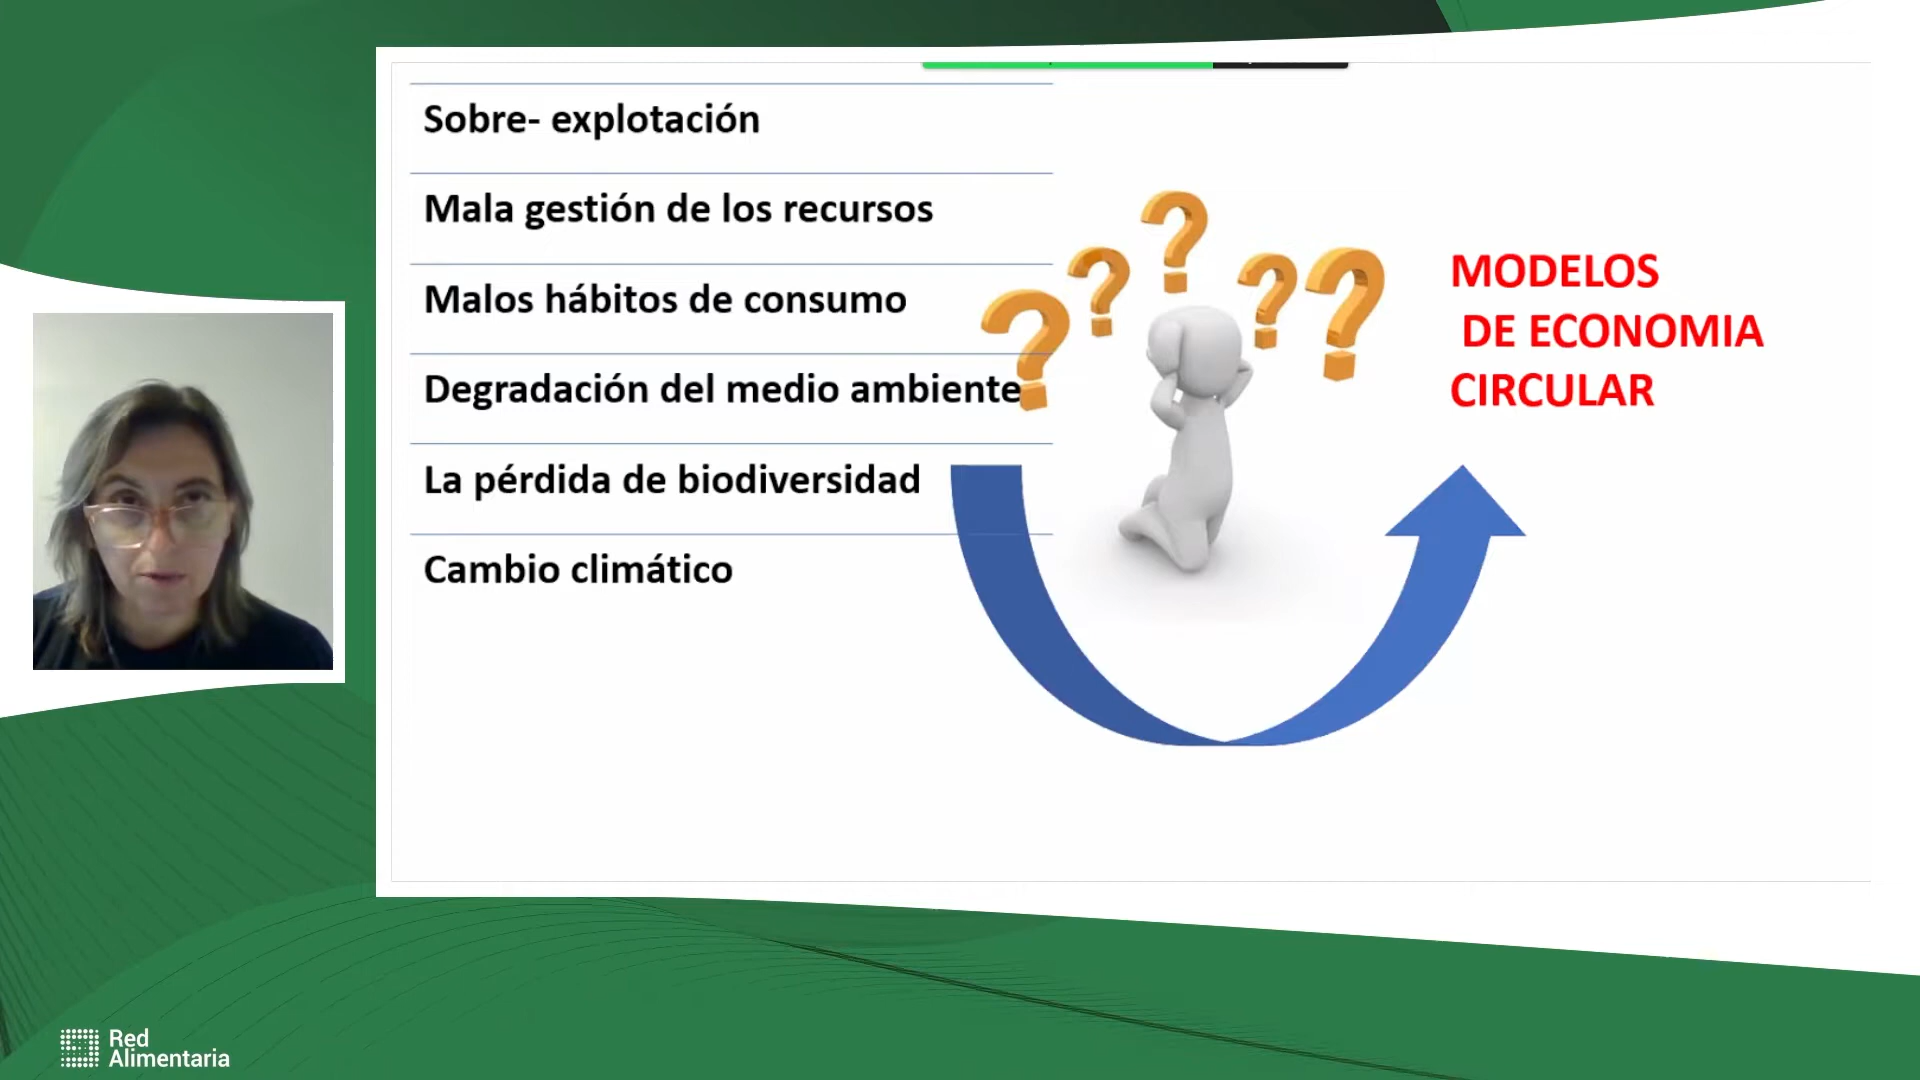 Sobre- explotación
Mala gestión de los recursos
Malos hábitos de consumo
Degradación del medio ambiente
La pérdida de biodiversidad
Cambio climático
? ? ? ? ?
MODELOS
DE ECONOMIA
CIRCULAR
Red
Alimentaria